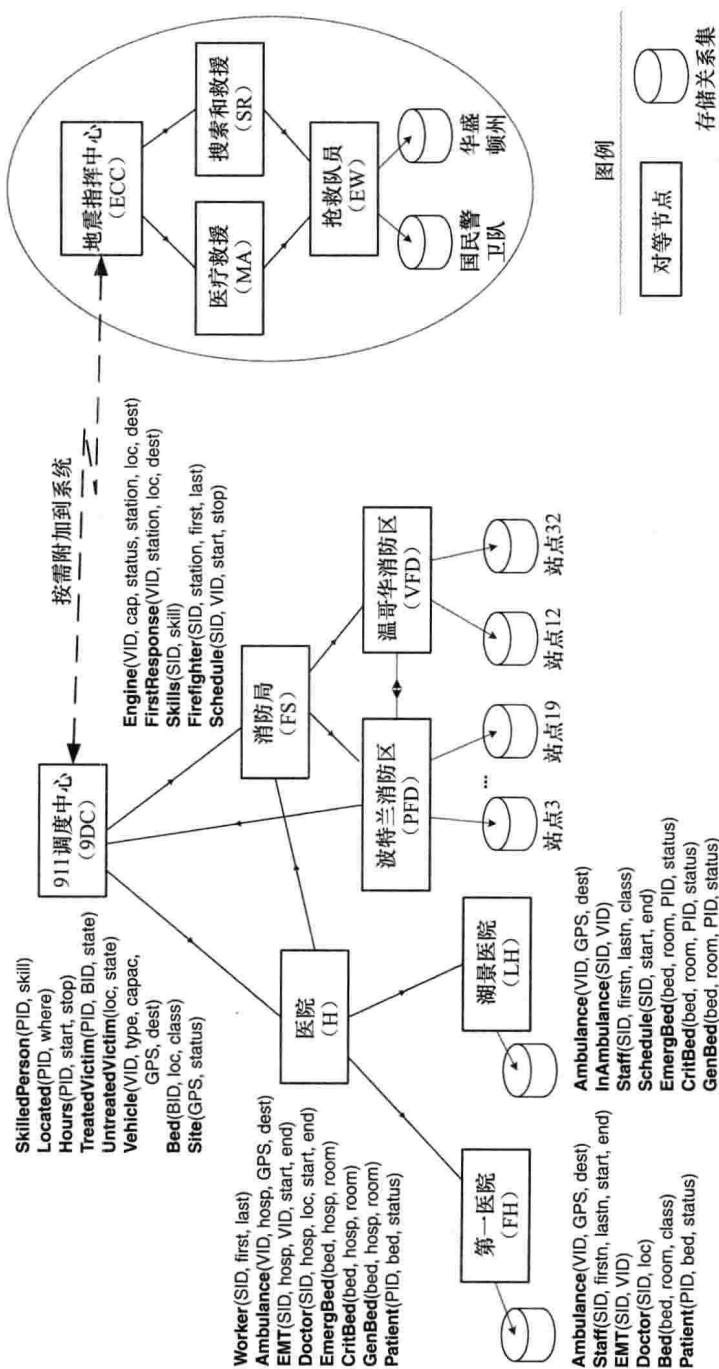 SkilledPerson(PID, skill)
Located(PID, where)
Hours(PID, start, stop)
TreatedVictim(PID, BID, state)
UntreatedVictim(loc, state)
Vehicle(VID, type, capac,
GPS, dest)
Bed(BID, loc, class)
Site(GPS, status)
911调度中心
(9DC)
按需附加到系统
地震指挥中心
(ECC)
医疗救援
(MA)
搜索和救援
(SR)
抢救队员
(EW)
国民警
卫队
华盛
顿州
Engine(VID, cap, status, station, loc, dest)
FirstResponse(VID, station, loc, dest)
Skills(SID, skill)
Firefighter(SID, station, first, last)
Schedule(SID, VID, start, stop)
消防局
(FS)
Worker(SID, first, last)
Ambulance(VID, hosp, GPS, dest)
EMT(SID, hosp, VID, start, end)
Doctor(SID, hosp, loc, start, end)
EmergBed(bed, hosp, room)
CritBed(bed, hosp, room)
GenBed(bed, hosp, room)
Patient(PID, bed, status)
医院
(H)
波特兰消防区
(PFD)
温哥华消防区
(VFD)
第一医院
(FH)
湖景医院
(LH)
...
站点3
站点19
站点12
站点32
Ambulance(VID, GPS, dest)
Staff(SID, firstn, lastn, start, end)
EMT(SID, VID)
Doctor(SID, loc)
Bed(bed, room, class)
Patient(PID, bed, status)
Ambulance(VID, GPS, dest)
InAmbulance(SID, VID)
Staff(SID, firstn, lastn, class)
Schedule(SID, start, end)
EmergBed(bed, room, PID, status)
CritBed(bed, room, PID, status)
GenBed(bed, room, PID, status)
图例
对等节点
存储关系集